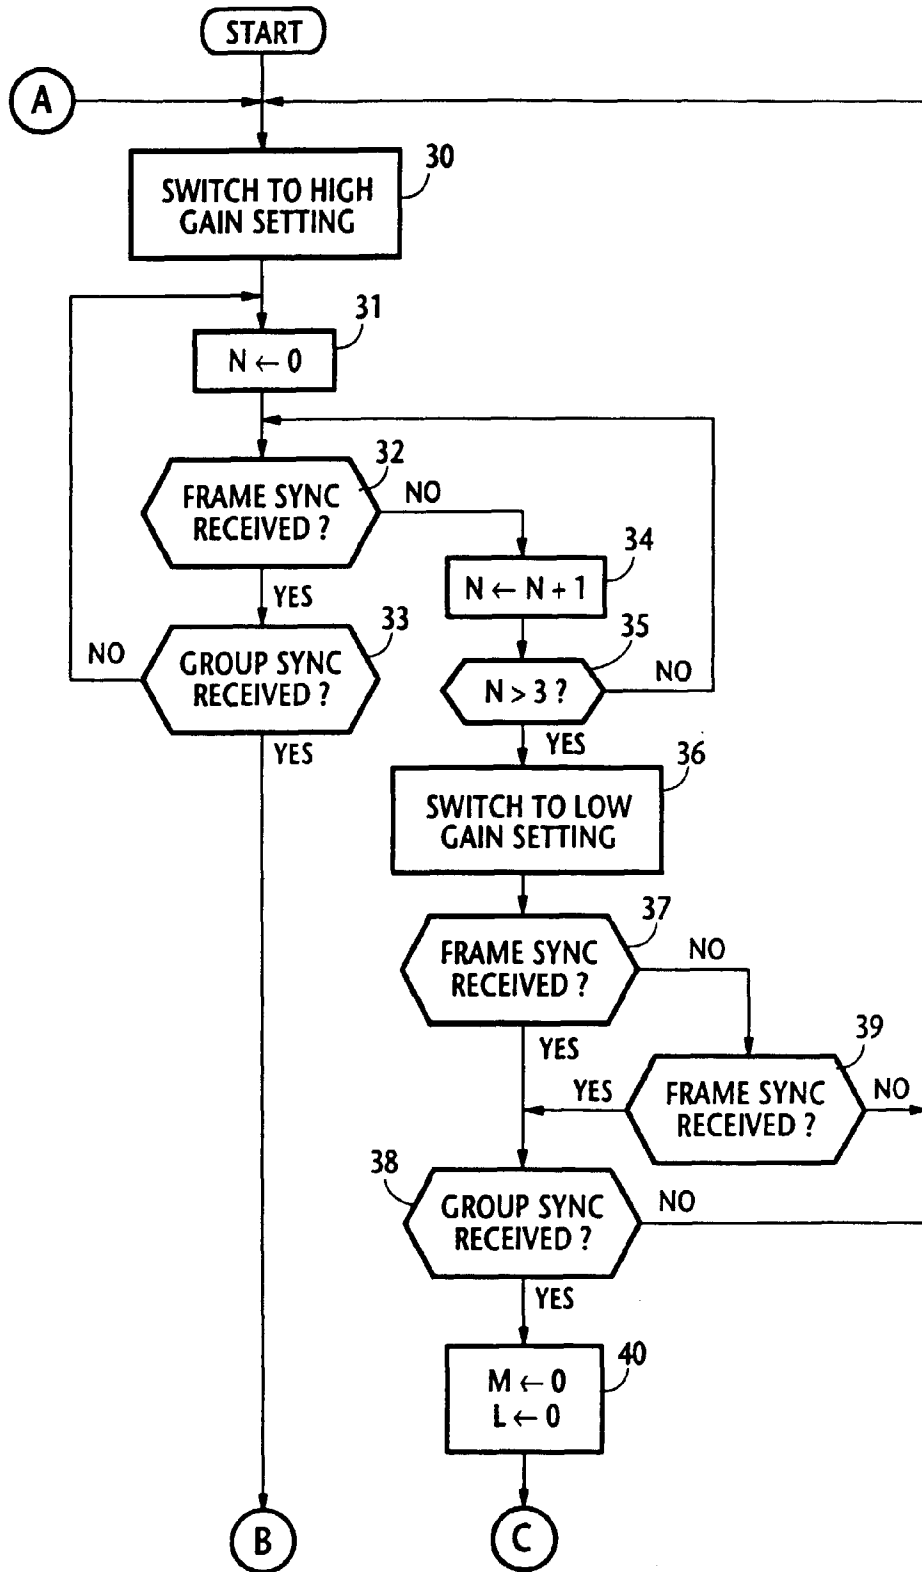 START
A
30
SWITCH TO HIGH
GAIN SETTING
31
N ← 0
32
FRAME SYNC
RECEIVED ?
NO
YES
34
N ← N + 1
33
GROUP SYNC
RECEIVED ?
NO
YES
35
N > 3 ?
NO
YES
36
SWITCH TO LOW
GAIN SETTING
37
FRAME SYNC
RECEIVED ?
NO
YES
39
FRAME SYNC
RECEIVED ?
YES
NO
38
GROUP SYNC
RECEIVED ?
NO
YES
40
M ← 0
L ← 0
B
C